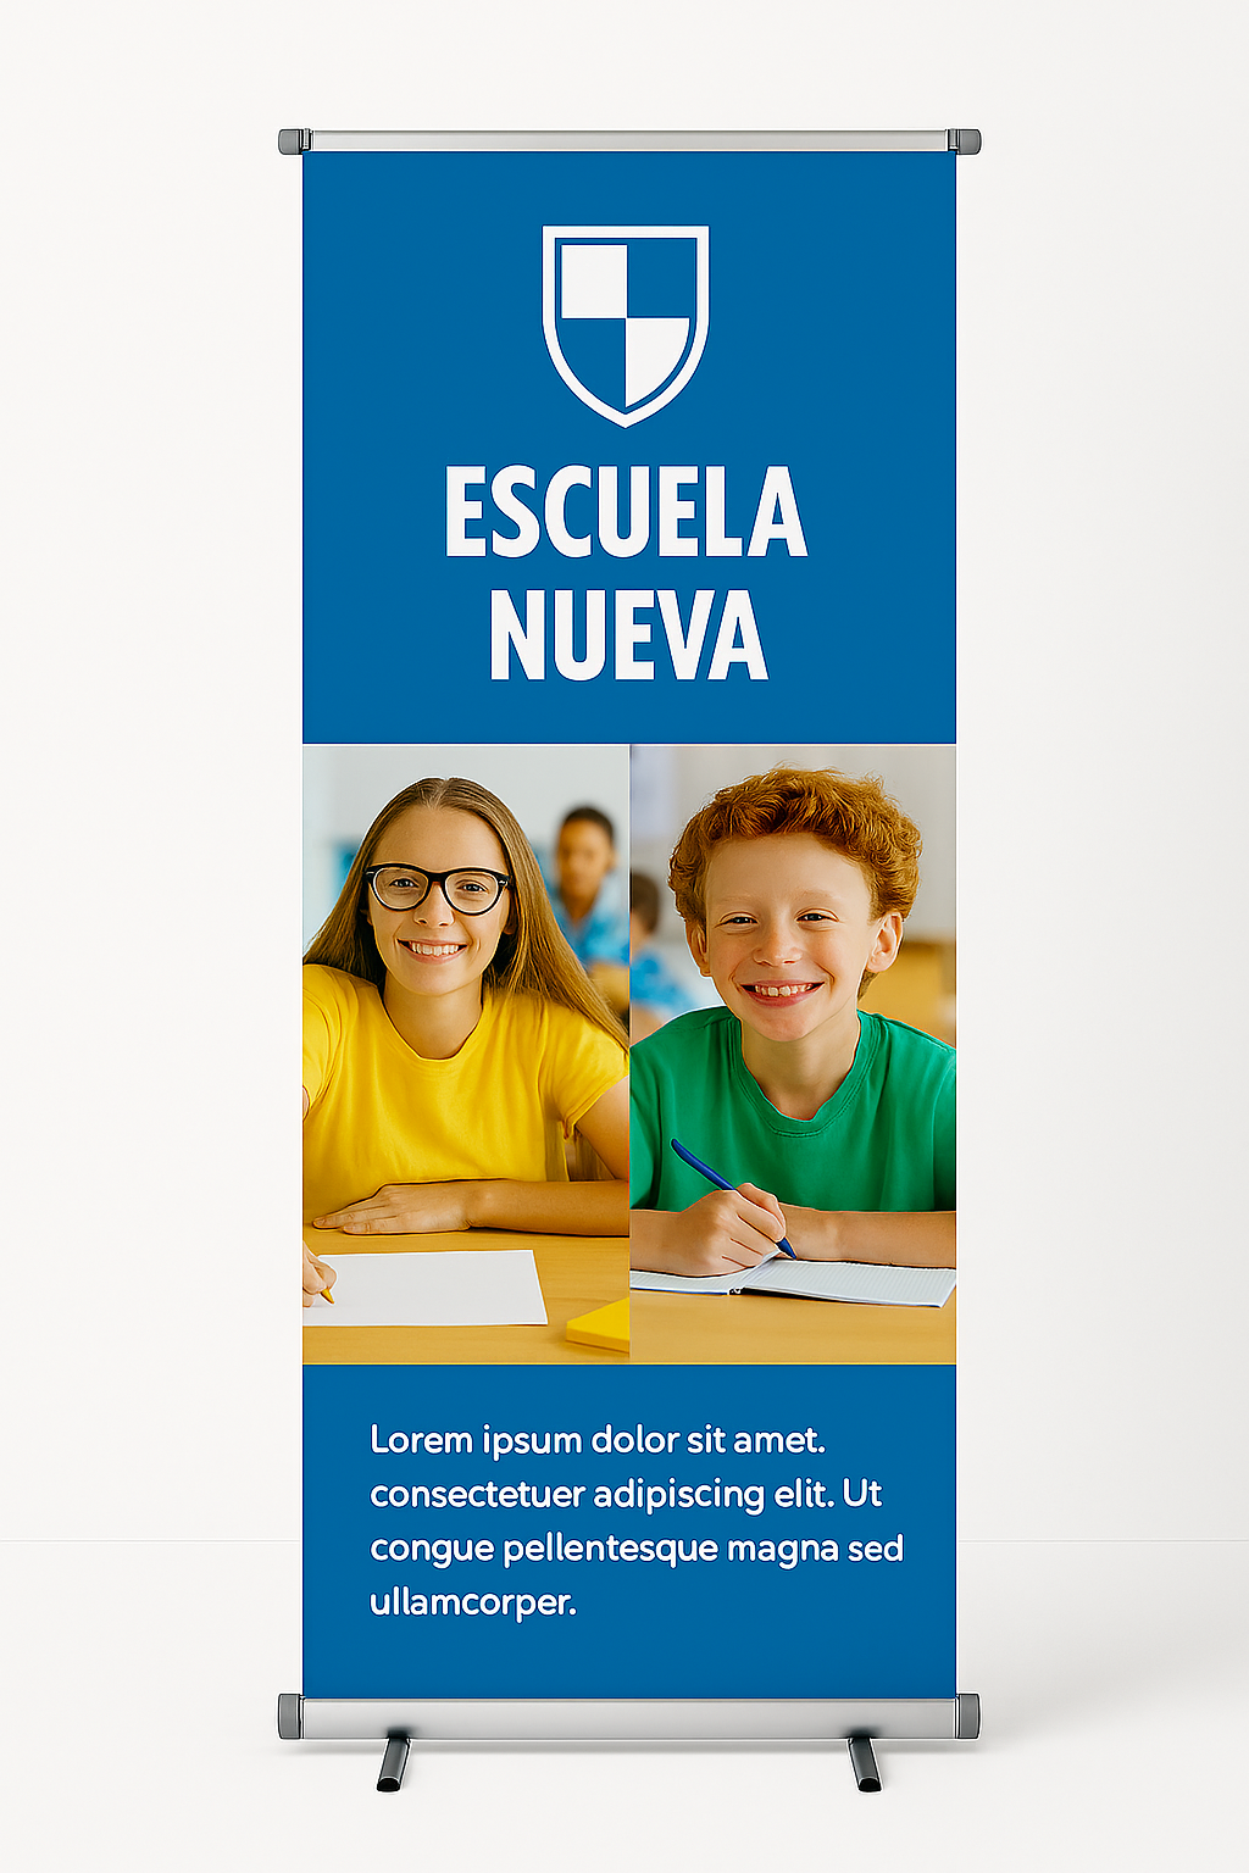 ESCUELA
NUEVA
Lorem ipsum dolor sit amet.
consectetuer adipiscing elit. Ut
congue pellentesque magna sed
ullamcorper.